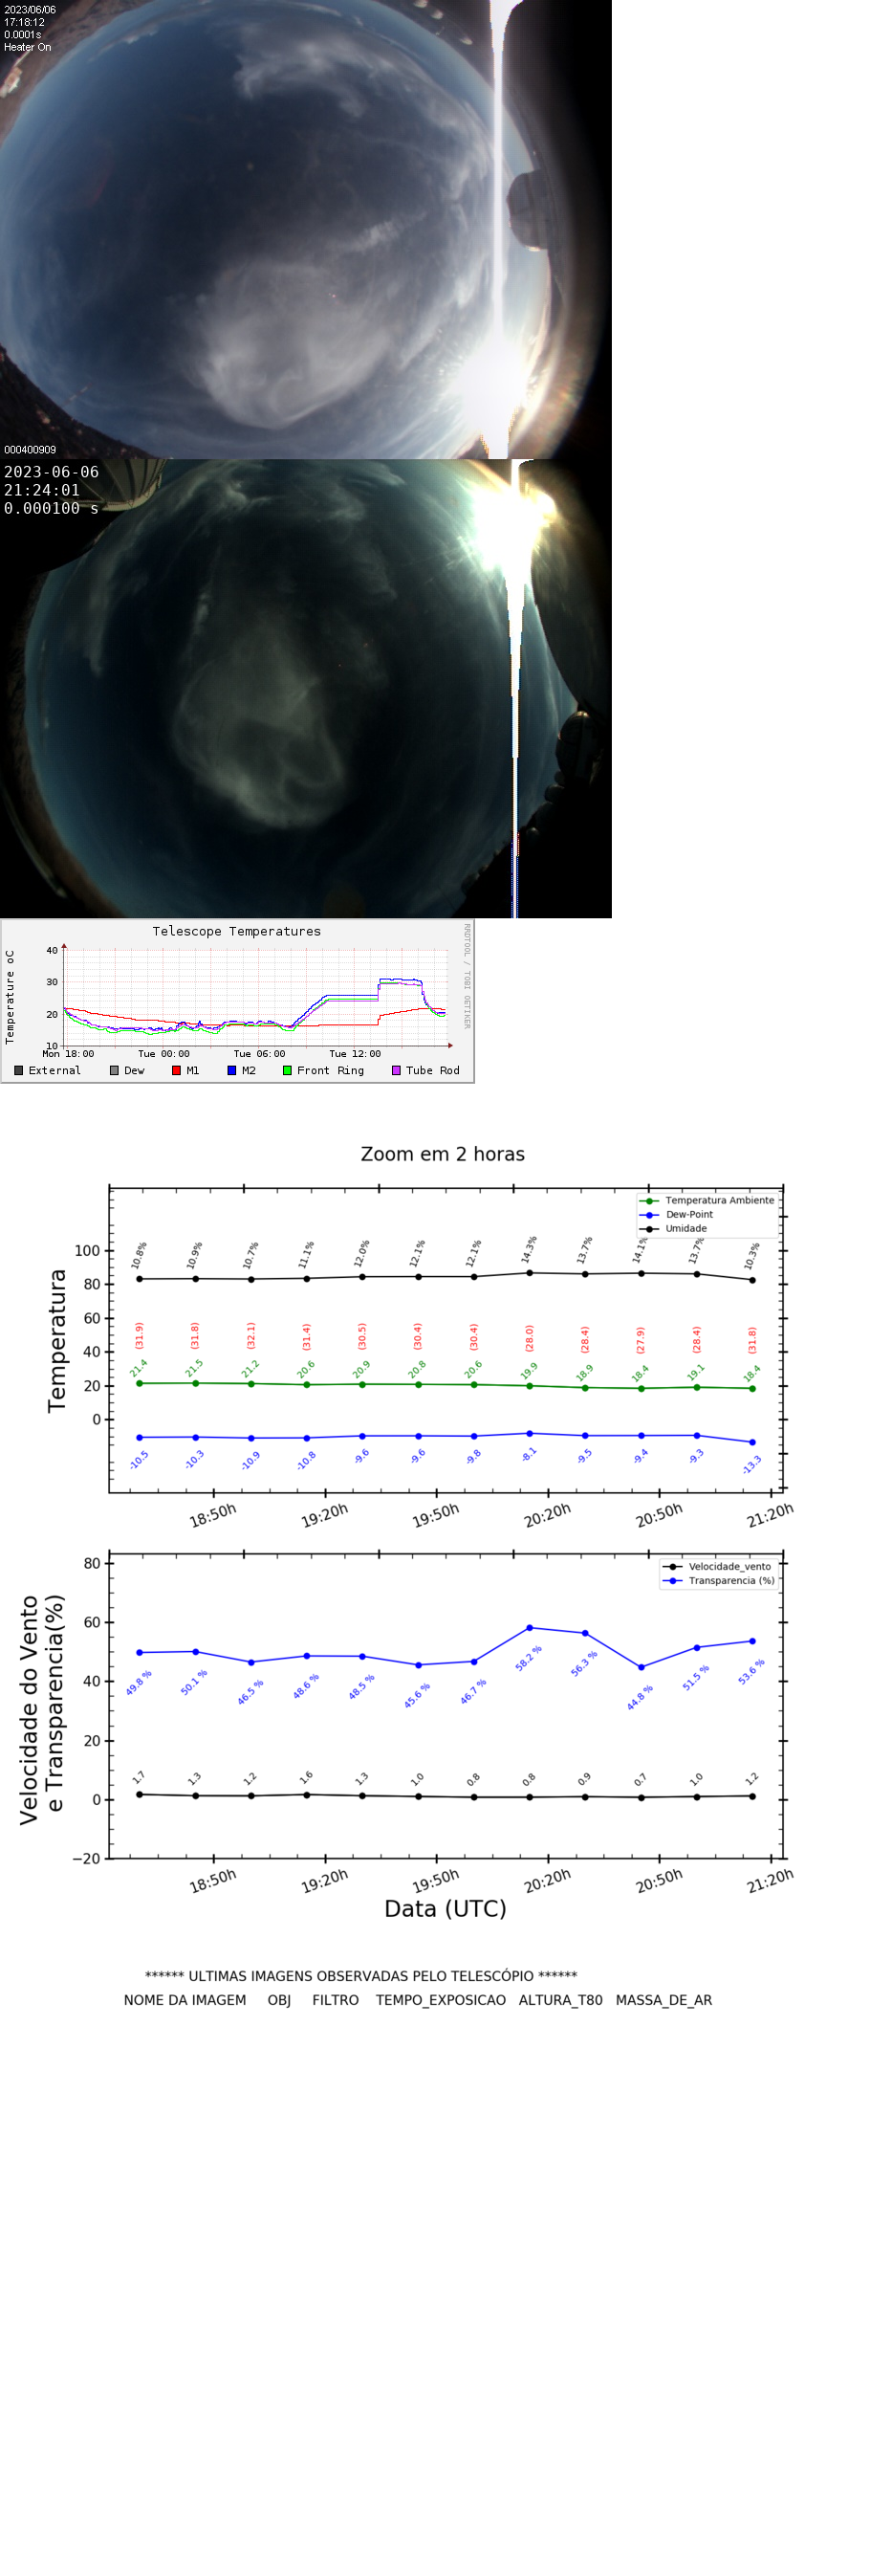 2023/06/06
17:18:12
0.0001s
Heater On
000400909
2023-06-06
21:24:01
0.000100 s
Telescope Temperatures
RRDTOOL / TOBI OETIKER
Temperature oC
40
30
20
10
Mon 18:00 Tue 00:00 Tue 06:00 Tue 12:00
External Dew M1 M2 Front Ring Tube Rod
Zoom em 2 horas
Temperatura Ambiente
Dew-Point
Umidade
Temperatura
100
80
60
40
20
0
10.8% 10.9% 10.7% 11.1% 12.0% 12.1% 12.1% 14.3% 13.7% 14.1% 13.7% 10.3%
(31.9) (31.8) (32.1) (31.4) (30.5) (30.4) (30.4) (28.0) (28.4) (27.9) (28.4) (31.8)
21.4 21.5 21.2 20.6 20.9 20.8 20.6 19.9 18.9 18.4 19.1 18.4
-10.5 -10.3 -10.9 -10.8 -9.6 -9.6 -9.8 -8.1 -9.5 -9.4 -9.3 -13.3
18:50h 19:20h 19:50h 20:20h 20:50h 21:20h
Velocidade_vento
Transparencia (%)
Velocidade do Vento
e Transparencia(%)
80
60
40
20
0
−20
49.8 % 50.1 % 46.5 % 48.6 % 48.5 % 45.6 % 46.7 % 58.2 % 56.3 % 44.8 % 51.5 % 53.6 %
1.7 1.3 1.2 1.6 1.3 1.0 0.8 0.8 0.9 0.7 1.0 1.2
18:50h 19:20h 19:50h 20:20h 20:50h 21:20h
Data (UTC)
****** ULTIMAS IMAGENS OBSERVADAS PELO TELESCÓPIO ******
NOME DA IMAGEM OBJ FILTRO TEMPO_EXPOSICAO ALTURA_T80 MASSA_DE_AR